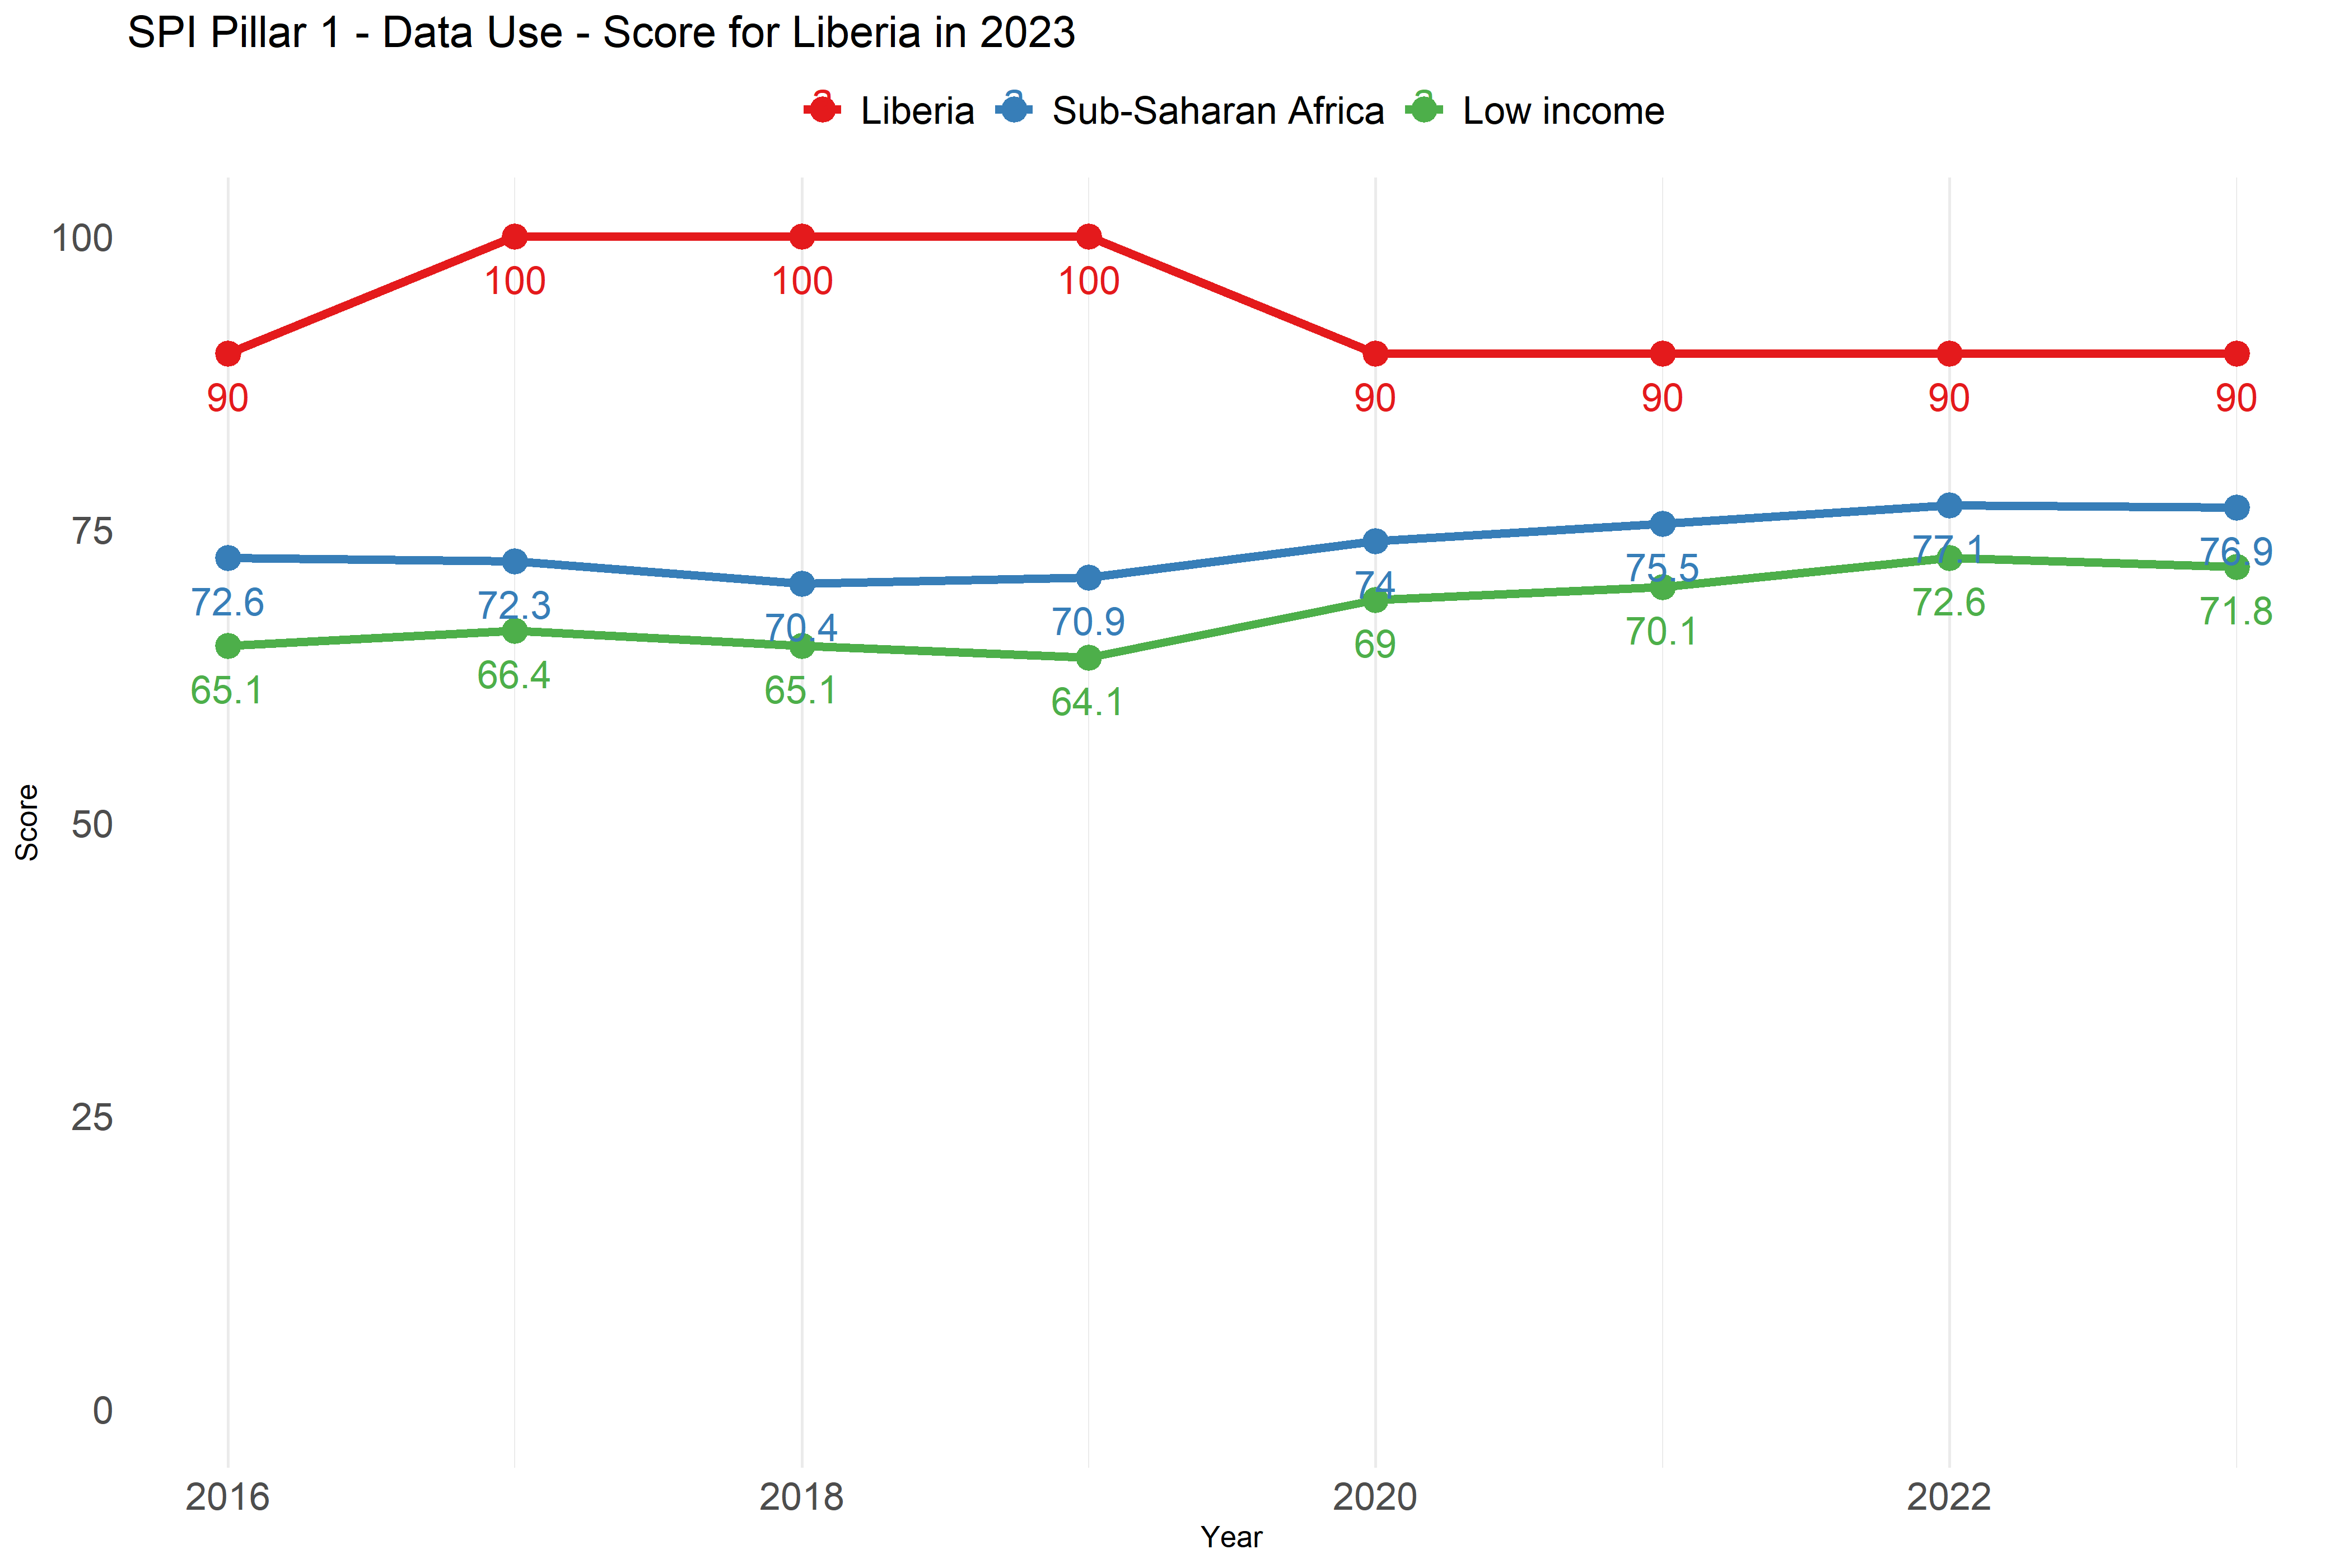 SPI Pillar 1 - Data Use - Score for Liberia in 2023
a Liberia a Sub-Saharan Africa a Low income
100
100 100 100
90 90 90 90 90
75
72.6 72.3 70.4 70.9 74 75.5 77.1 76.9
65.1 66.4 65.1 64.1 69 70.1 72.6 71.8
Score
50
25
0
2016 2018 2020 2022
Year